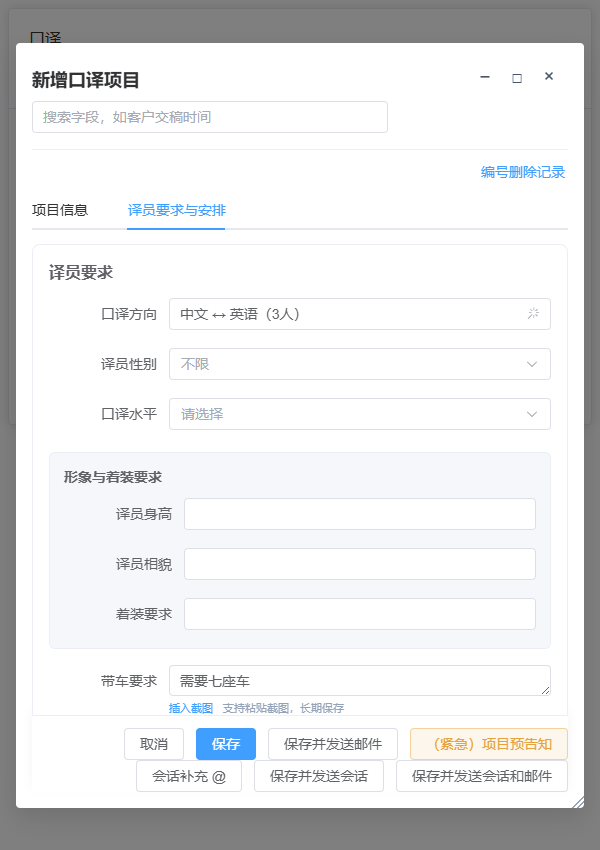 口译
新增口译项目
搜索字段，如客户交稿时间
编号删除记录
项目信息 译员要求与安排
译员要求
口译方向 中文 ↔ 英语（3人）
译员性别 不限
口译水平 请选择
形象与着装要求
译员身高
译员相貌
着装要求
带车要求 需要七座车
插入截图 支持粘贴截图，长期保存
取消 保存 保存并发送邮件 （紧急）项目预告知
会话补充 @ 保存并发送会话 保存并发送会话和邮件